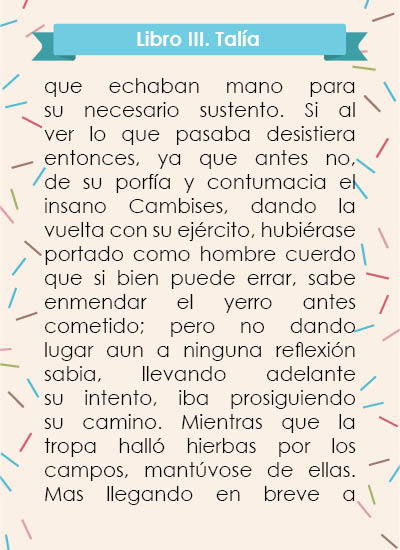 Libro III. Talía
que echaban mano para
su necesario sustento. Si al
ver lo que pasaba desistiera
entonces, ya que antes no,
de su porfía y contumacia el
insano Cambises, dando la
vuelta con su ejército, hubiérase
portado como hombre cuerdo
que si bien puede errar, sabe
enmendar el yerro antes
cometido; pero no dando
lugar aun a ninguna reflexión
sabia, llevando adelante
su intento, iba prosiguiendo
su camino. Mientras que la
tropa halló hierbas por los
campos, mantúvose de ellas.
Mas llegando en breve a